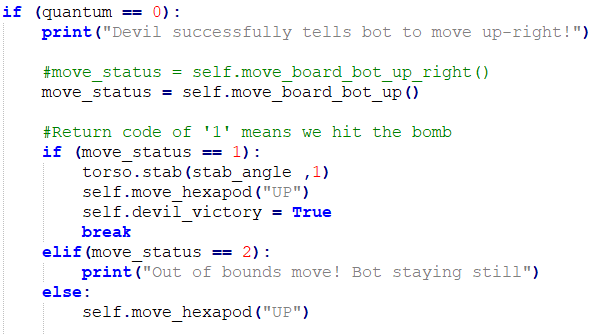 if (quantum == 0):
    print("Devil successfully tells bot to move up-right!")

    #move_status = self.move_board_bot_up_right()
    move_status = self.move_board_bot_up()

    #Return code of '1' means we hit the bomb
    if (move_status == 1):
        torso.stab(stab_angle ,1)
        self.move_hexapod("UP")
        self.devil_victory = True
        break
    elif(move_status == 2):
        print("Out of bounds move! Bot staying still")
    else:
        self.move_hexapod("UP")